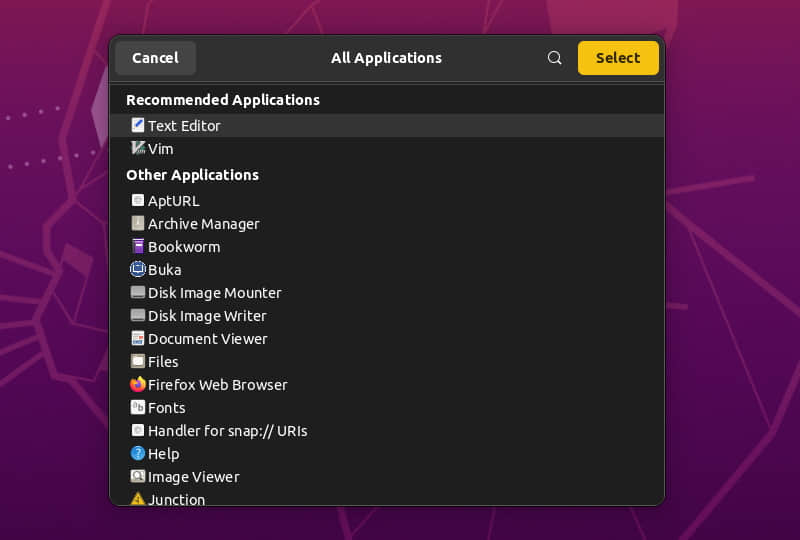 Cancel All Applications Select
Recommended Applications
Text Editor
Vim
Other Applications
AptURL
Archive Manager
Bookworm
Buka
Disk Image Mounter
Disk Image Writer
Document Viewer
Files
Firefox Web Browser
Fonts
Handler for snap:// URIs
Help
Image Viewer
Junction